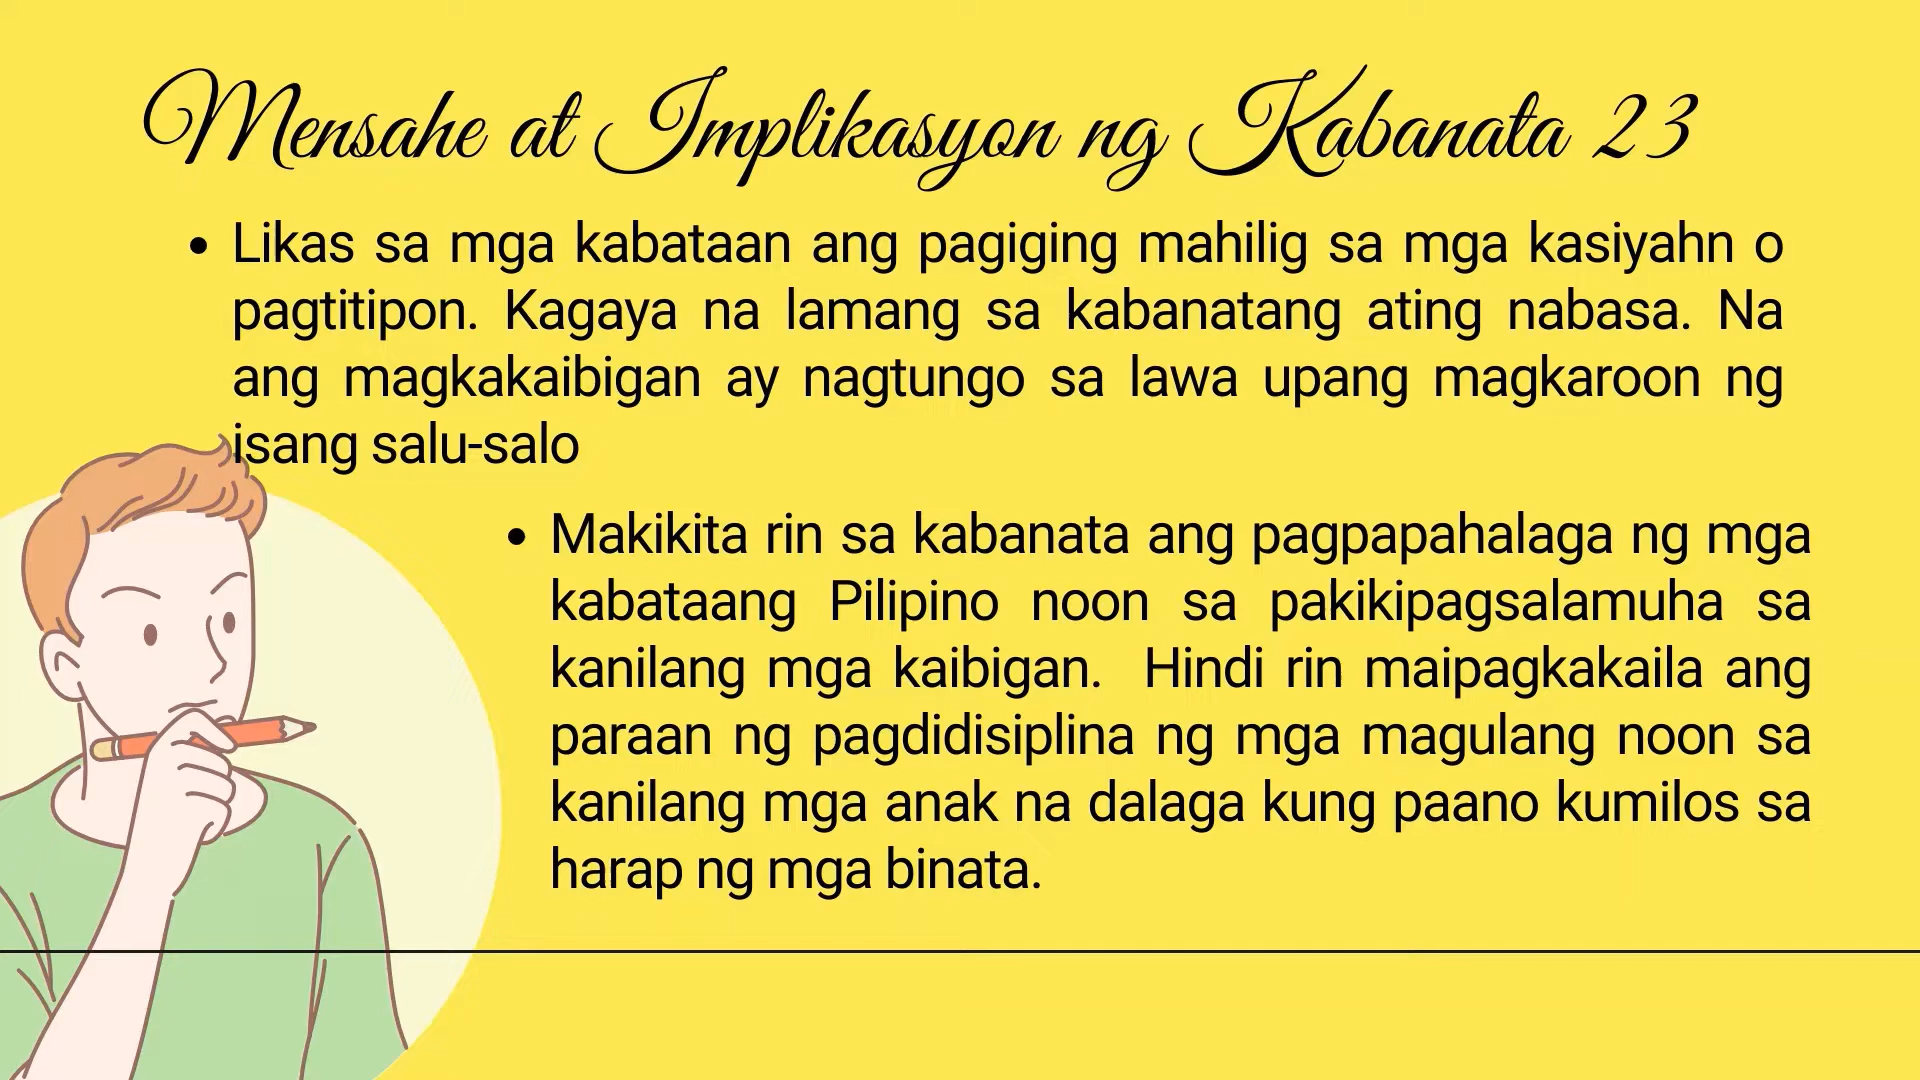 Mensahe at Implikasyon ng Kabanata 23
• Likas sa mga kabataan ang pagiging mahilig sa mga kasiyahn o
pagtitipon. Kagaya na lamang sa kabanatang ating nabasa. Na
ang magkakaibigan ay nagtungo sa lawa upang magkaroon ng
isang salu-salo
• Makikita rin sa kabanata ang pagpapahalaga ng mga
kabataang Pilipino noon sa pakikipagsalamuha sa
kanilang mga kaibigan. Hindi rin maipagkakaila ang
paraan ng pagdidisiplina ng mga magulang noon sa
kanilang mga anak na dalaga kung paano kumilos sa
harap ng mga binata.